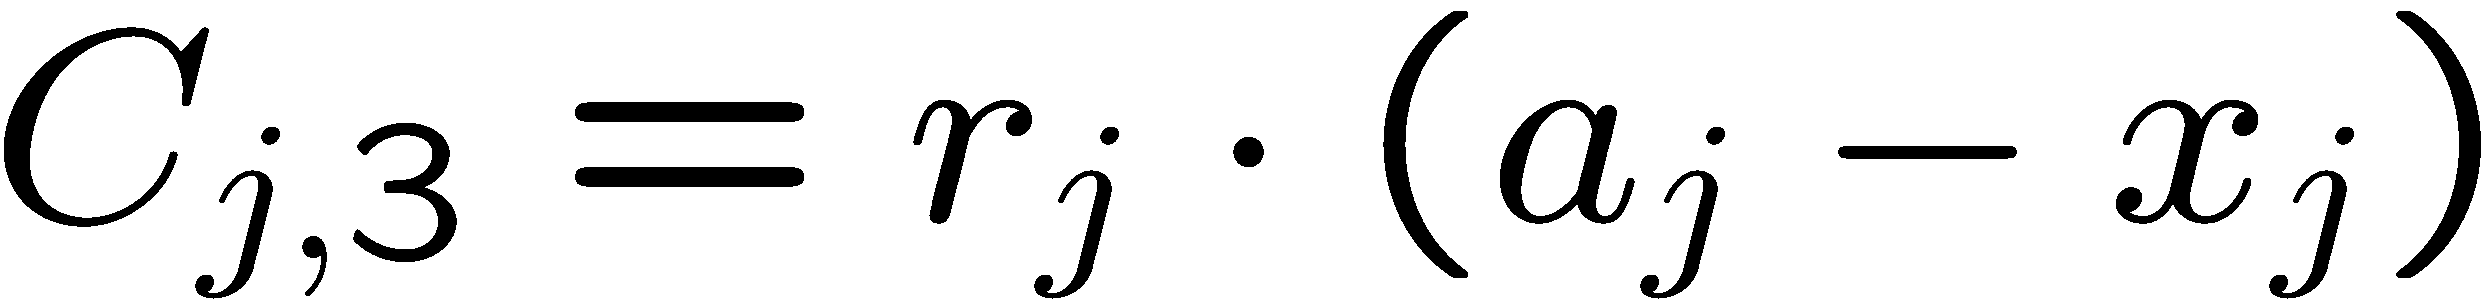 $C_{j,3} = r_j \cdot (a_j - x_j)$